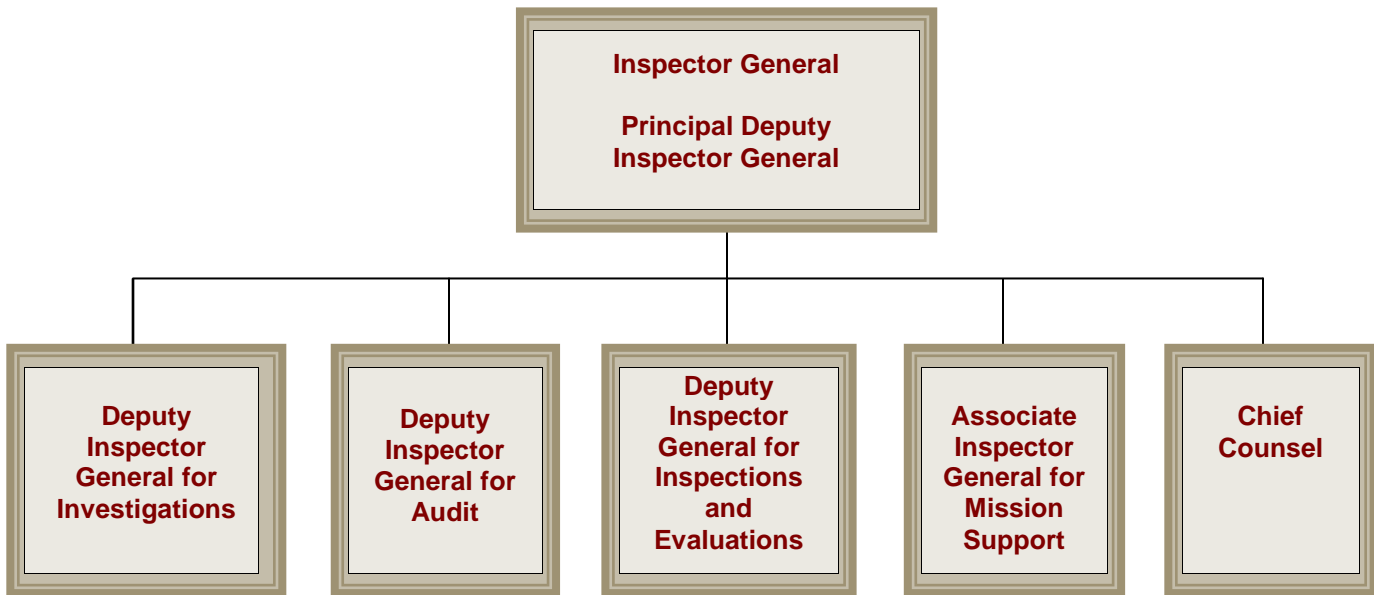 Inspector General
Principal Deputy
Inspector General
Deputy
Inspector
General for
Investigations
Deputy
Inspector
General for
Audit
Deputy
Inspector
General for
Inspections
and
Evaluations
Associate
Inspector
General for
Mission
Support
Chief
Counsel